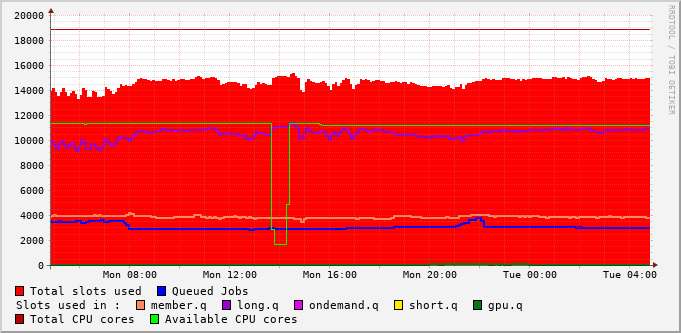 RRDTOOL / TOBI OETIKER
20000
18000
16000
14000
12000
10000
8000
6000
4000
2000
0
Mon 08:00 Mon 12:00 Mon 16:00 Mon 20:00 Tue 00:00 Tue 04:00
Total slots used Queued Jobs
Slots used in : member.q long.q ondemand.q short.q gpu.q
Total CPU cores Available CPU cores